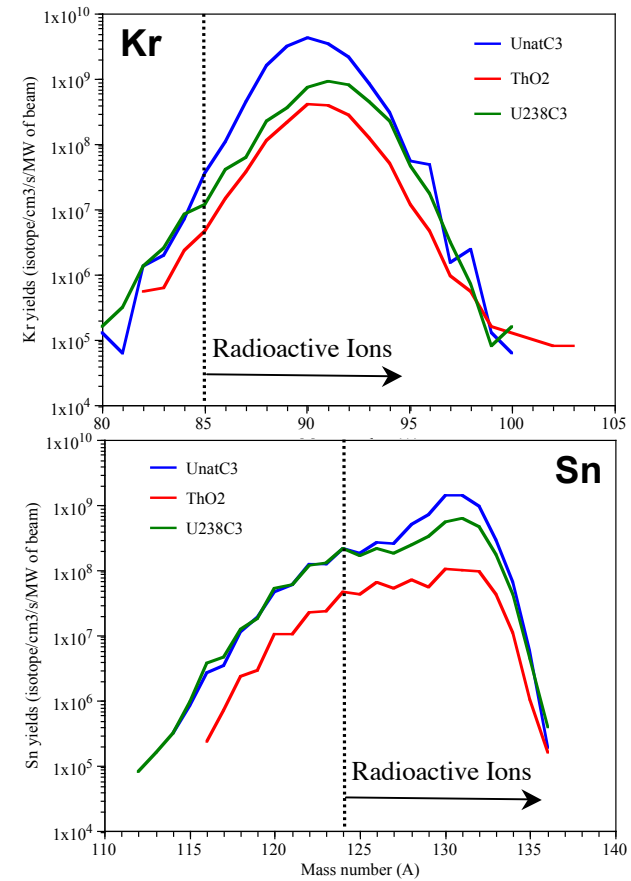 Kr
UnatC3
ThO2
U238C3
Kr yields (isotope/cm3/s/MW of beam)
1x10^10
1x10^9
1x10^8
1x10^7
1x10^6
1x10^5
1x10^4
Radioactive Ions
80 85 90 95 100 105
Sn
UnatC3
ThO2
U238C3
Sn yields (isotope/cm3/s/MW of beam)
1x10^10
1x10^9
1x10^8
1x10^7
1x10^6
1x10^5
1x10^4
Radioactive Ions
110 115 120 125 130 135 140
Mass number (A)